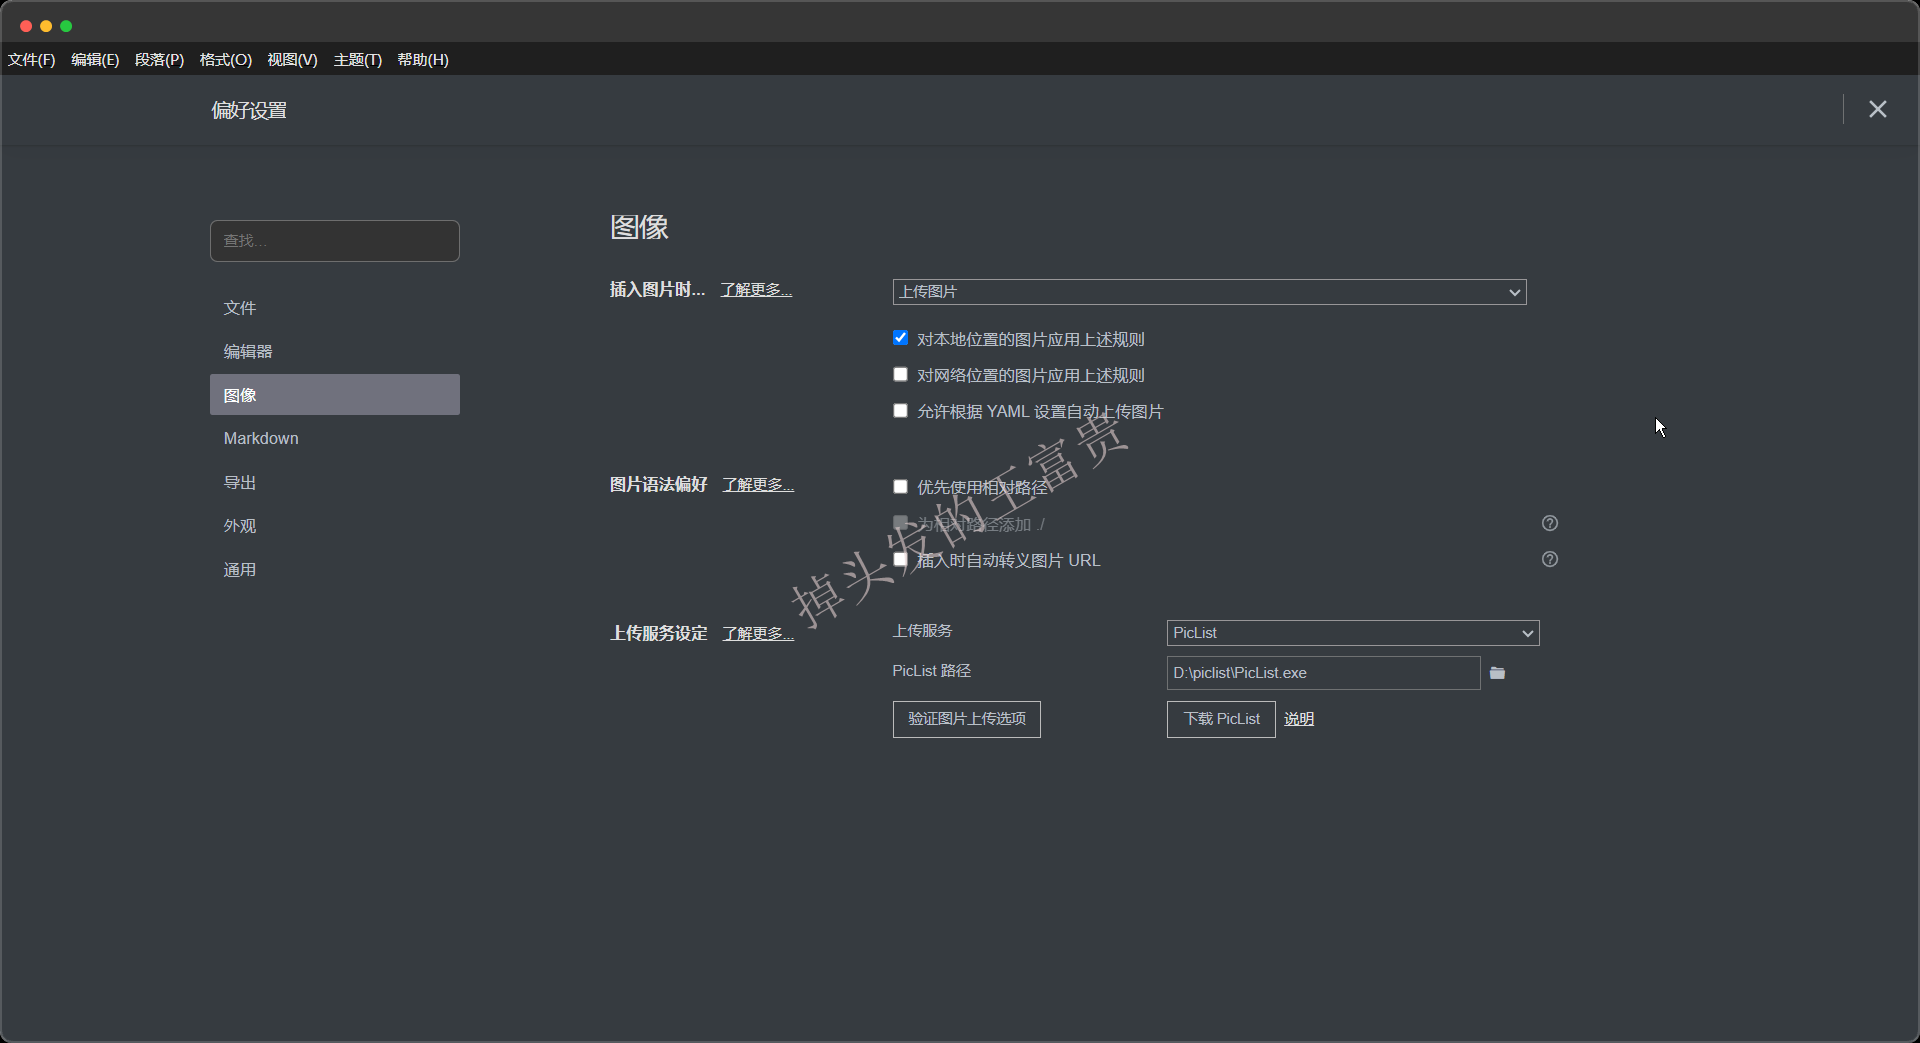 文件(F) 编辑(E) 段落(P) 格式(O) 视图(V) 主题(T) 帮助(H)
偏好设置
查找...
文件
编辑器
图像
Markdown
导出
外观
通用
图像
插入图片时... 了解更多...
上传图片
对本地位置的图片应用上述规则
对网络位置的图片应用上述规则
允许根据 YAML 设置自动上传图片
图片语法偏好 了解更多...
优先使用相对路径
为相对路径添加 ./
插入时自动转义图片 URL
掉头发的王富贵
上传服务设定 了解更多...
上传服务 PicList
PicList 路径 D:\piclist\PicList.exe
验证图片上传选项 下载 PicList 说明